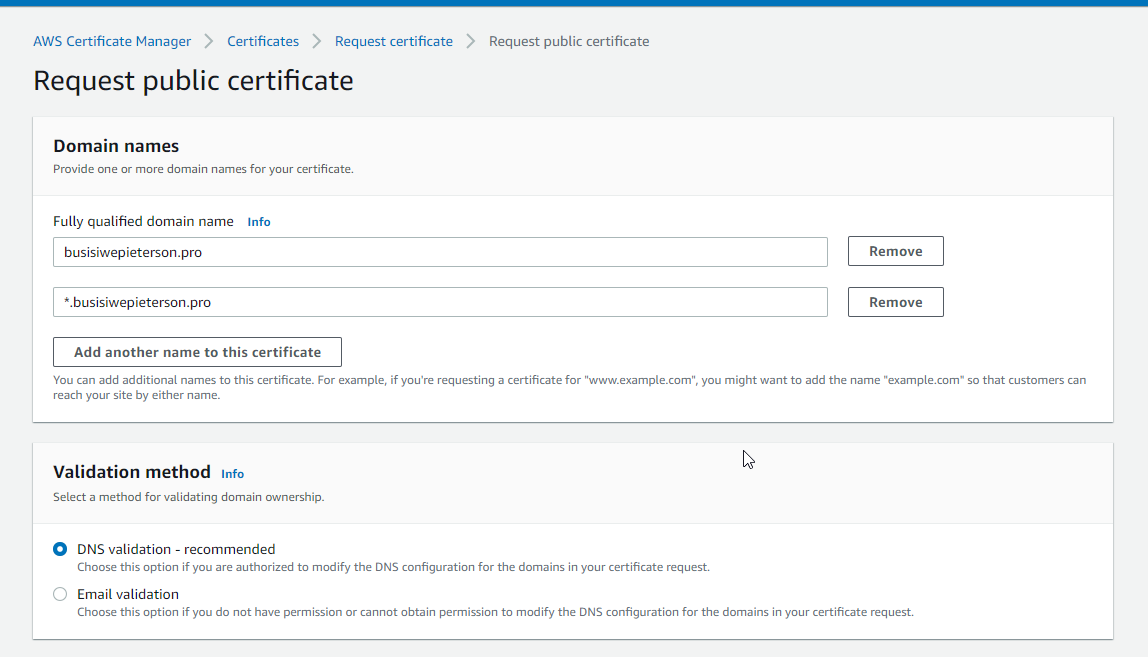 AWS Certificate Manager > Certificates > Request certificate > Request public certificate
Request public certificate
Domain names
Provide one or more domain names for your certificate.
Fully qualified domain name Info
busisiwepieterson.pro Remove
*.busisiwepieterson.pro Remove
Add another name to this certificate
You can add additional names to this certificate. For example, if you're requesting a certificate for "www.example.com", you might want to add the name "example.com" so that customers can
reach your site by either name.
Validation method Info
Select a method for validating domain ownership.
DNS validation - recommended
Choose this option if you are authorized to modify the DNS configuration for the domains in your certificate request.
Email validation
Choose this option if you do not have permission or cannot obtain permission to modify the DNS configuration for the domains in your certificate request.